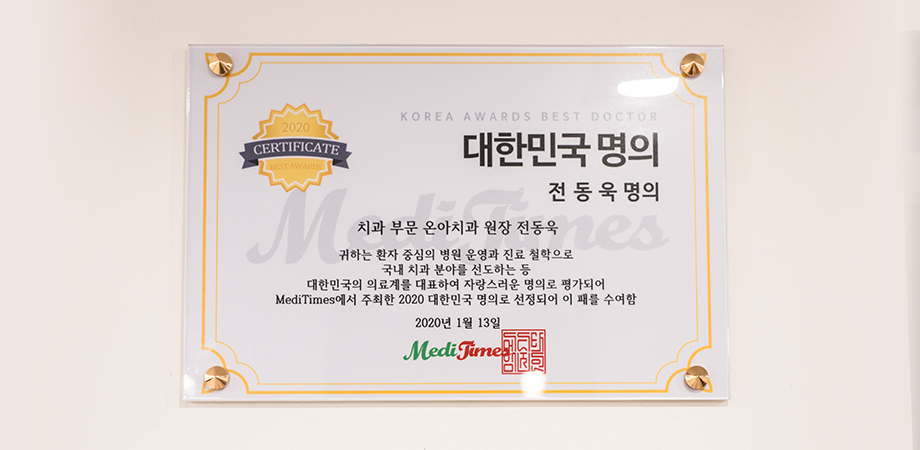 2020
CERTIFICATE
BEST AWARDS
KOREA AWARDS BEST DOCTOR
대한민국 명의
전 동 욱 명의
Medi Times
치과 부문 온아치과 원장 전동욱
귀하는 환자 중심의 병원 운영과 진료 철학으로
국내 치과 분야를 선도하는 등
대한민국의 의료계를 대표하여 자랑스러운 명의로 평가되어
MediTimes에서 주최한 2020 대한민국 명의로 선정되어 이 패를 수여함
2020년 1월 13일
Medi Times